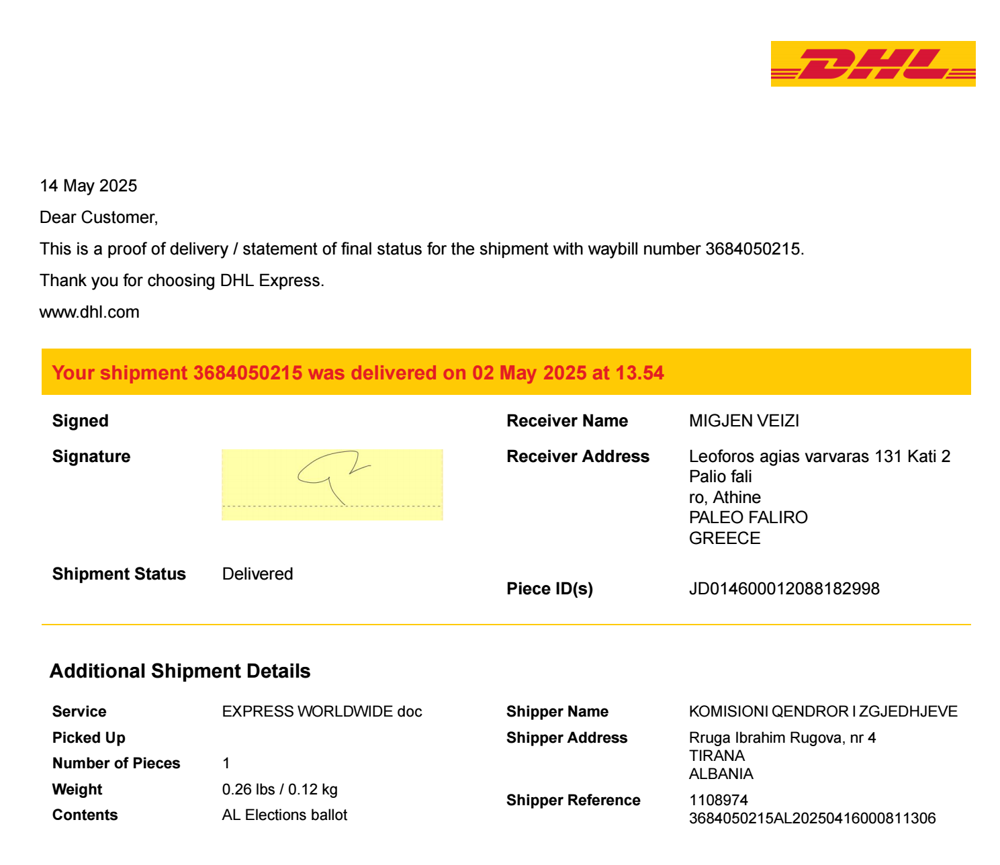 DHL
14 May 2025
Dear Customer,
This is a proof of delivery / statement of final status for the shipment with waybill number 3684050215.
Thank you for choosing DHL Express.
www.dhl.com
Your shipment 3684050215 was delivered on 02 May 2025 at 13.54
Signed
Signature
Shipment Status Delivered
Receiver Name MIGJEN VEIZI
Receiver Address Leoforos agias varvaras 131 Kati 2
Palio fali
ro, Athine
PALEO FALIRO
GREECE
Piece ID(s) JD014600012088182998
Additional Shipment Details
Service EXPRESS WORLDWIDE doc
Picked Up
Number of Pieces 1
Weight 0.26 lbs / 0.12 kg
Contents AL Elections ballot
Shipper Name KOMISIONI QENDROR I ZGJEDHJEVE
Shipper Address Rruga Ibrahim Rugova, nr 4
TIRANA
ALBANIA
Shipper Reference 1108974
3684050215AL20250416000811306